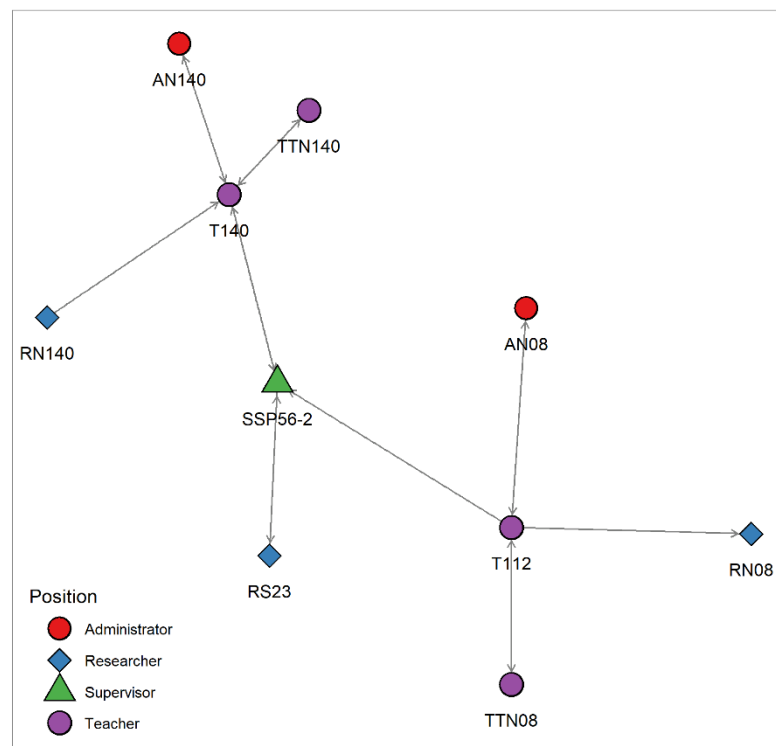 AN140
TTN140
T140
RN140
AN08
SSP56-2
T112
RN08
RS23
TTN08
Position
Administrator
Researcher
Supervisor
Teacher